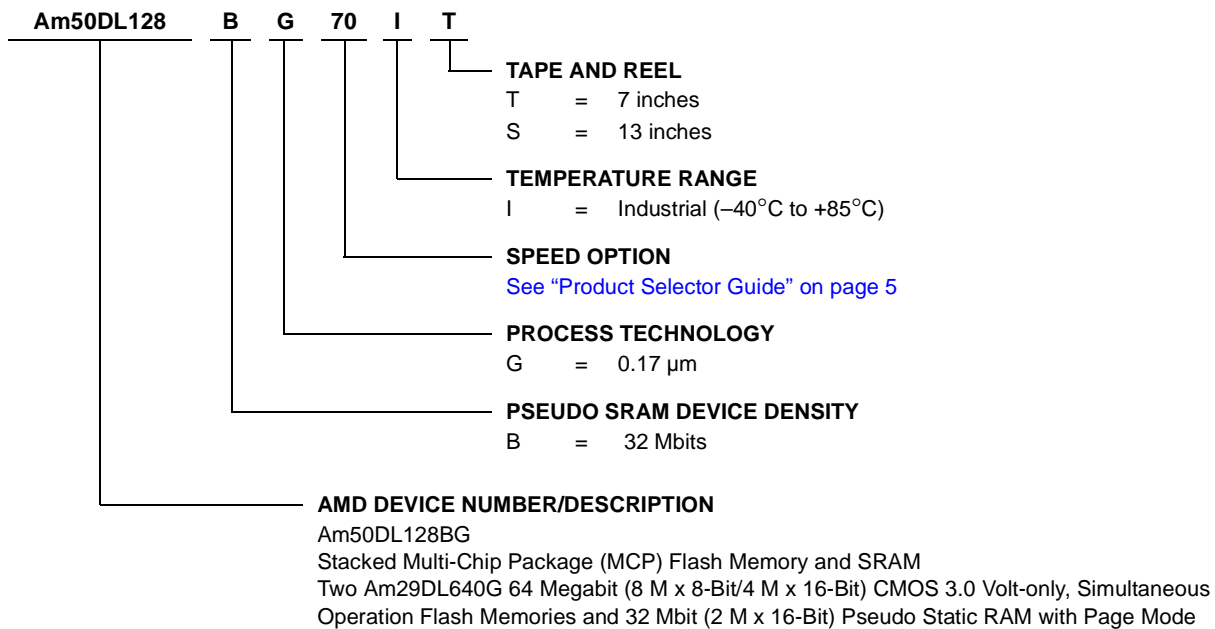 Am50DL128 B G 70 I T
TAPE AND REEL
T = 7 inches
S = 13 inches
TEMPERATURE RANGE
I = Industrial (–40°C to +85°C)
SPEED OPTION
See “Product Selector Guide” on page 5
PROCESS TECHNOLOGY
G = 0.17 µm
PSEUDO SRAM DEVICE DENSITY
B = 32 Mbits
AMD DEVICE NUMBER/DESCRIPTION
Am50DL128BG
Stacked Multi-Chip Package (MCP) Flash Memory and SRAM
Two Am29DL640G 64 Megabit (8 M x 8-Bit/4 M x 16-Bit) CMOS 3.0 Volt-only, Simultaneous
Operation Flash Memories and 32 Mbit (2 M x 16-Bit) Pseudo Static RAM with Page Mode